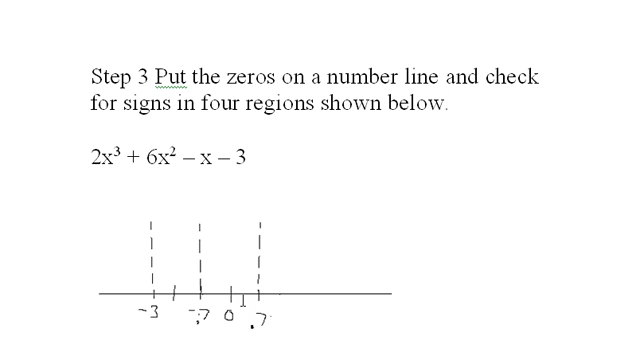 Step 3 Put the zeros on a number line and check
for signs in four regions shown below.
2x³ + 6x² – x – 3
-3 -.7 0 .7